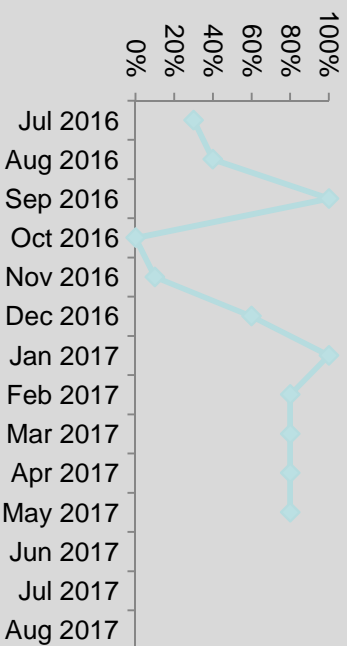 0%
20%
40%
60%
80%
100%
Jul 2016
Aug 2016
Sep 2016
Oct 2016
Nov 2016
Dec 2016
Jan 2017
Feb 2017
Mar 2017
Apr 2017
May 2017
Jun 2017
Jul 2017
Aug 2017